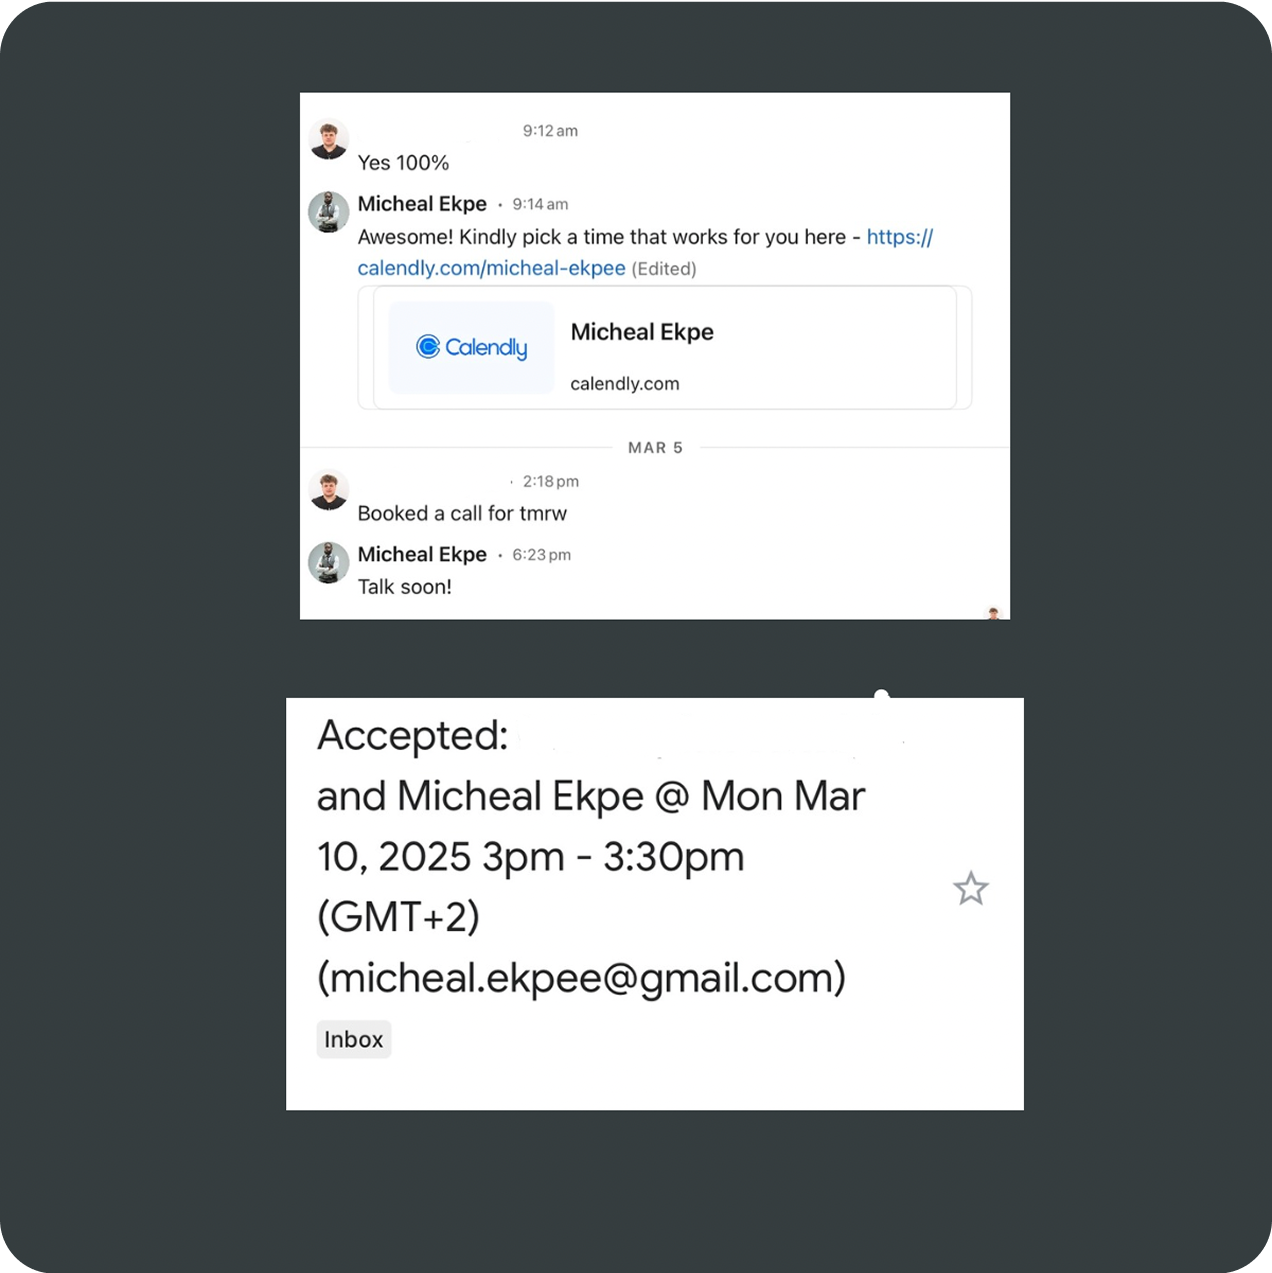 9:12 am
Yes 100%
Micheal Ekpe · 9:14 am
Awesome! Kindly pick a time that works for you here - https://
calendly.com/micheal-ekpee (Edited)
Calendly
Micheal Ekpe
calendly.com
MAR 5
· 2:18 pm
Booked a call for tmrw
Micheal Ekpe · 6:23 pm
Talk soon!
Accepted:
and Micheal Ekpe @ Mon Mar
10, 2025 3pm - 3:30pm
(GMT+2)
(micheal.ekpee@gmail.com)
Inbox